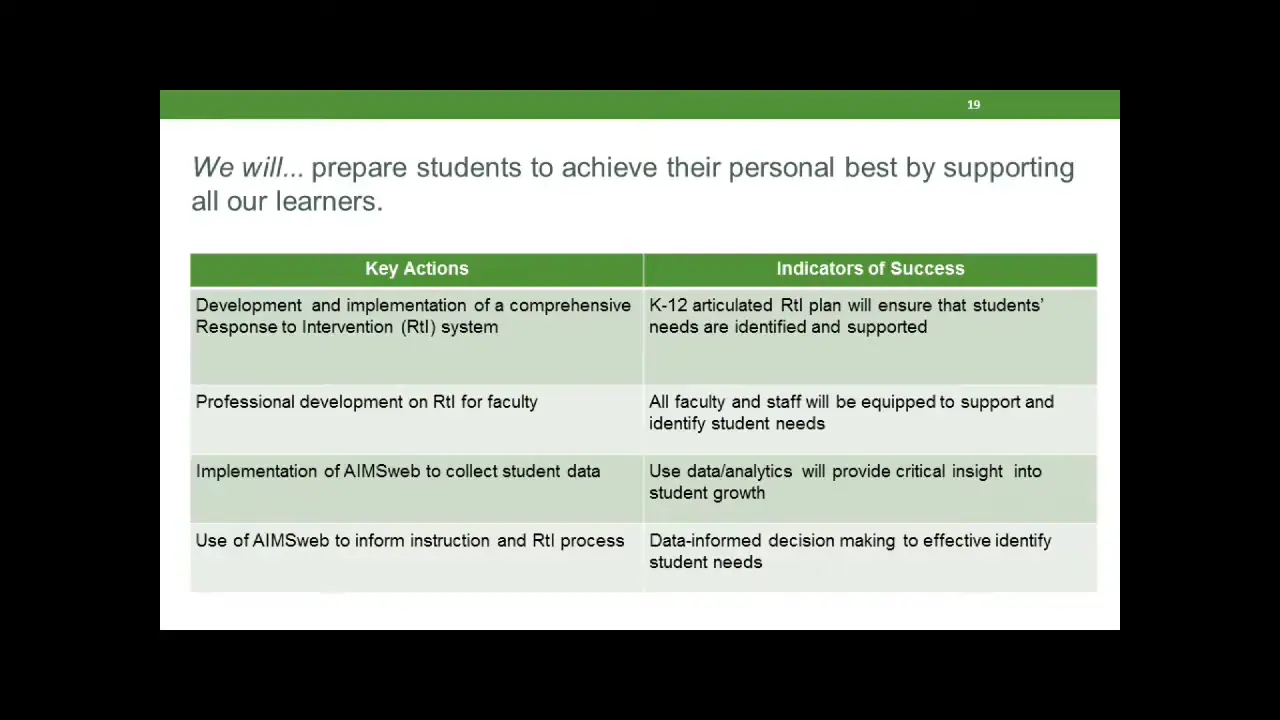 19
We will... prepare students to achieve their personal best by supporting
all our learners.
Key Actions
Indicators of Success
Development and implementation of a comprehensive
Response to Intervention (RtI) system
K-12 articulated RtI plan will ensure that students’
needs are identified and supported
Professional development on RtI for faculty
All faculty and staff will be equipped to support and
identify student needs
Implementation of AIMSweb to collect student data
Use data/analytics will provide critical insight into
student growth
Use of AIMSweb to inform instruction and RtI process
Data-informed decision making to effective identify
student needs